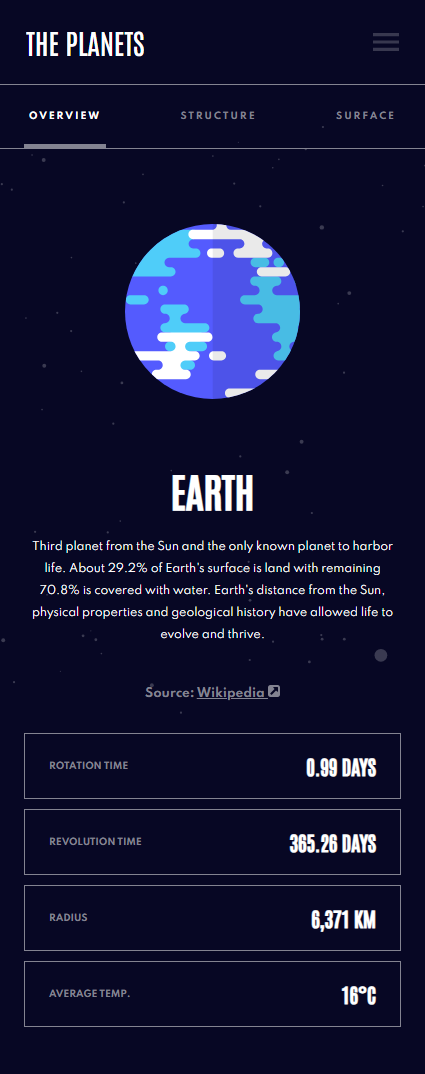 THE PLANETS
OVERVIEW STRUCTURE SURFACE
EARTH
Third planet from the Sun and the only known planet to harbor
life. About 29.2% of Earth's surface is land with remaining
70.8% is covered with water. Earth's distance from the Sun,
physical properties and geological history have allowed life to
evolve and thrive.
Source: Wikipedia
ROTATION TIME 0.99 DAYS
REVOLUTION TIME 365.26 DAYS
RADIUS 6,371 KM
AVERAGE TEMP. 16°C